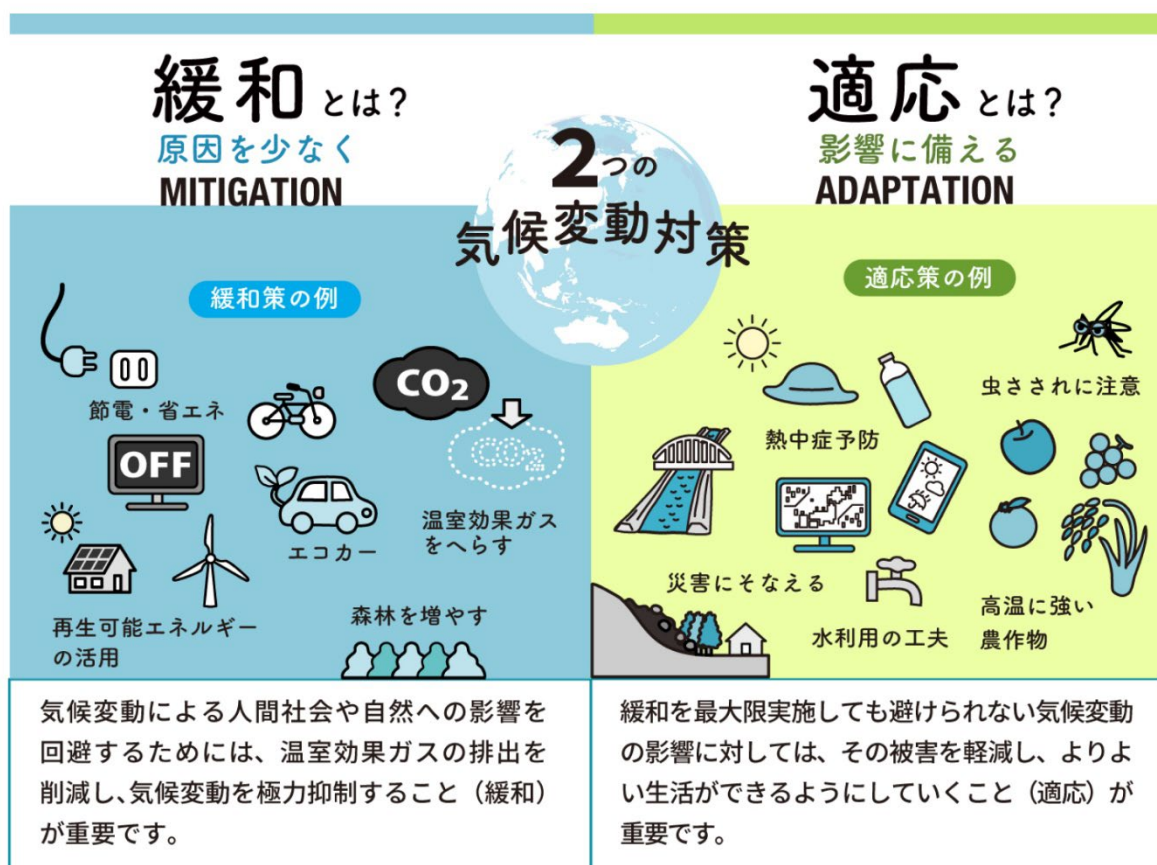 緩和とは?
原因を少なく
MITIGATION
2つの
気候変動対策
適応とは?
影響に備える
ADAPTATION
緩和策の例
節電・省エネ
OFF
エコカー
CO2
CO2
温室効果ガス
をへらす
再生可能エネルギー
の活用
森林を増やす
適応策の例
虫さされに注意
熱中症予防
災害にそなえる
水利用の工夫
高温に強い
農作物
気候変動による人間社会や自然への影響を
回避するためには、温室効果ガスの排出を
削減し、気候変動を極力抑制すること（緩和）
が重要です。
緩和を最大限実施しても避けられない気候変動
の影響に対しては、その被害を軽減し、よりよ
い生活ができるようにしていくこと（適応）が
重要です。